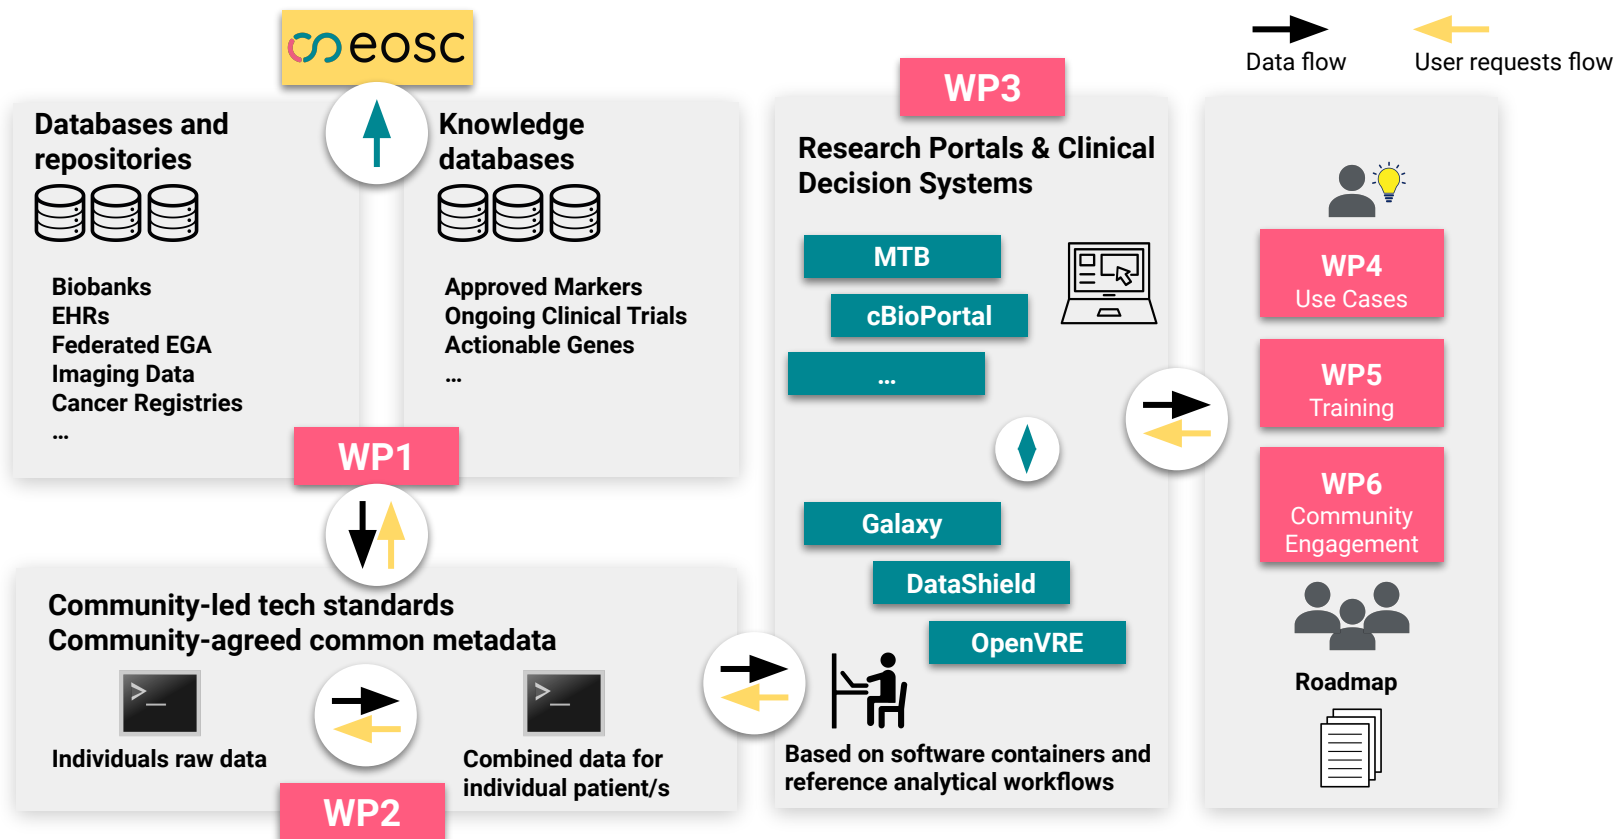 eosc
Data flow
User requests flow
Databases and
repositories
Biobanks
EHRs
Federated EGA
Imaging Data
Cancer Registries
…
Knowledge
databases
Approved Markers
Ongoing Clinical Trials
Actionable Genes
…
WP1
Community-led tech standards
Community-agreed common metadata
>_
Individuals raw data
>_
Combined data for
individual patient/s
WP2
WP3
Research Portals & Clinical
Decision Systems
MTB
cBioPortal
…
Galaxy
DataShield
OpenVRE
Based on software containers and
reference analytical workflows
WP4
Use Cases
WP5
Training
WP6
Community
Engagement
Roadmap